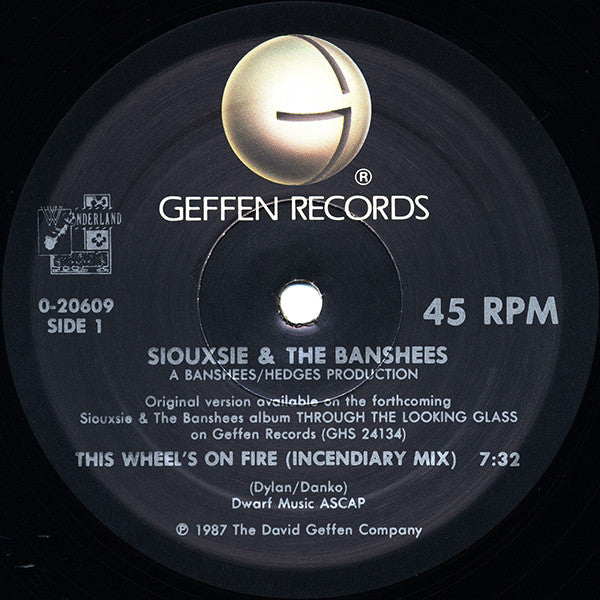 ®
GEFFEN RECORDS
WONDERLAND
0-20609
SIDE 1
45 RPM
SIOUXSIE & THE BANSHEES
A BANSHEES/HEDGES PRODUCTION
Original version available on the forthcoming
Siouxsie & The Banshees album THROUGH THE LOOKING GLASS
on Geffen Records (GHS 24134)
THIS WHEEL'S ON FIRE (INCENDIARY MIX) 7:32
(Dylan/Danko)
Dwarf Music ASCAP
℗ 1987 The David Geffen Company